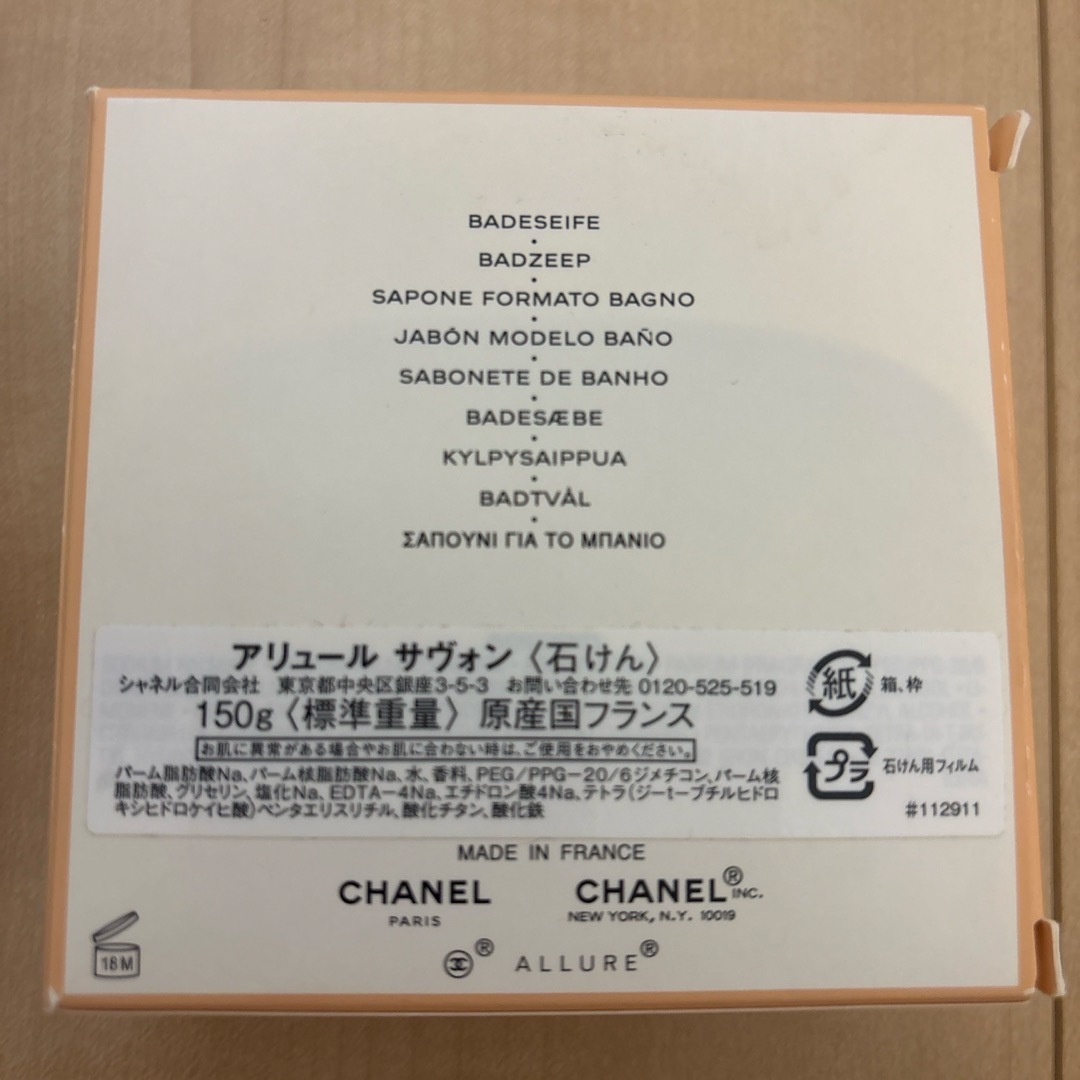 BADESEIFE
•
BADZEEP
•
SAPONE FORMATO BAGNO
•
JABÓN MODELO BAÑO
•
SABONETE DE BANHO
•
BADESÆBE
•
KYLPYSAIPPUA
•
BADTVÅL
•
ΣΑΠΟΥΝΙ ΓΙΑ ΤΟ ΜΠΑΝΙΟ
アリュール サヴォン〈石けん〉
シャネル合同会社 東京都中央区銀座3-5-3 お問い合わせ先 0120-525-519
150g〈標準重量〉原産国フランス
お肌に異常がある場合やお肌に合わない時は、ご使用をおやめください。
パーム脂肪酸Na、パーム核脂肪酸Na、水、香料、PEG/PPG-20/6ジメチコン、パーム核
脂肪酸、グリセリン、塩化Na、EDTA-4Na、エチドロン酸4Na、テトラ(ジ-t-ブチルヒドロ
キシヒドロケイヒ酸)ペンタエリスリチル、酸化チタン、酸化鉄
紙 箱、枠
プラ 石けん用フィルム
#112911
MADE IN FRANCE
CHANEL
PARIS
CHANEL® INC.
NEW YORK, N.Y. 10019
18M
® ALLURE®